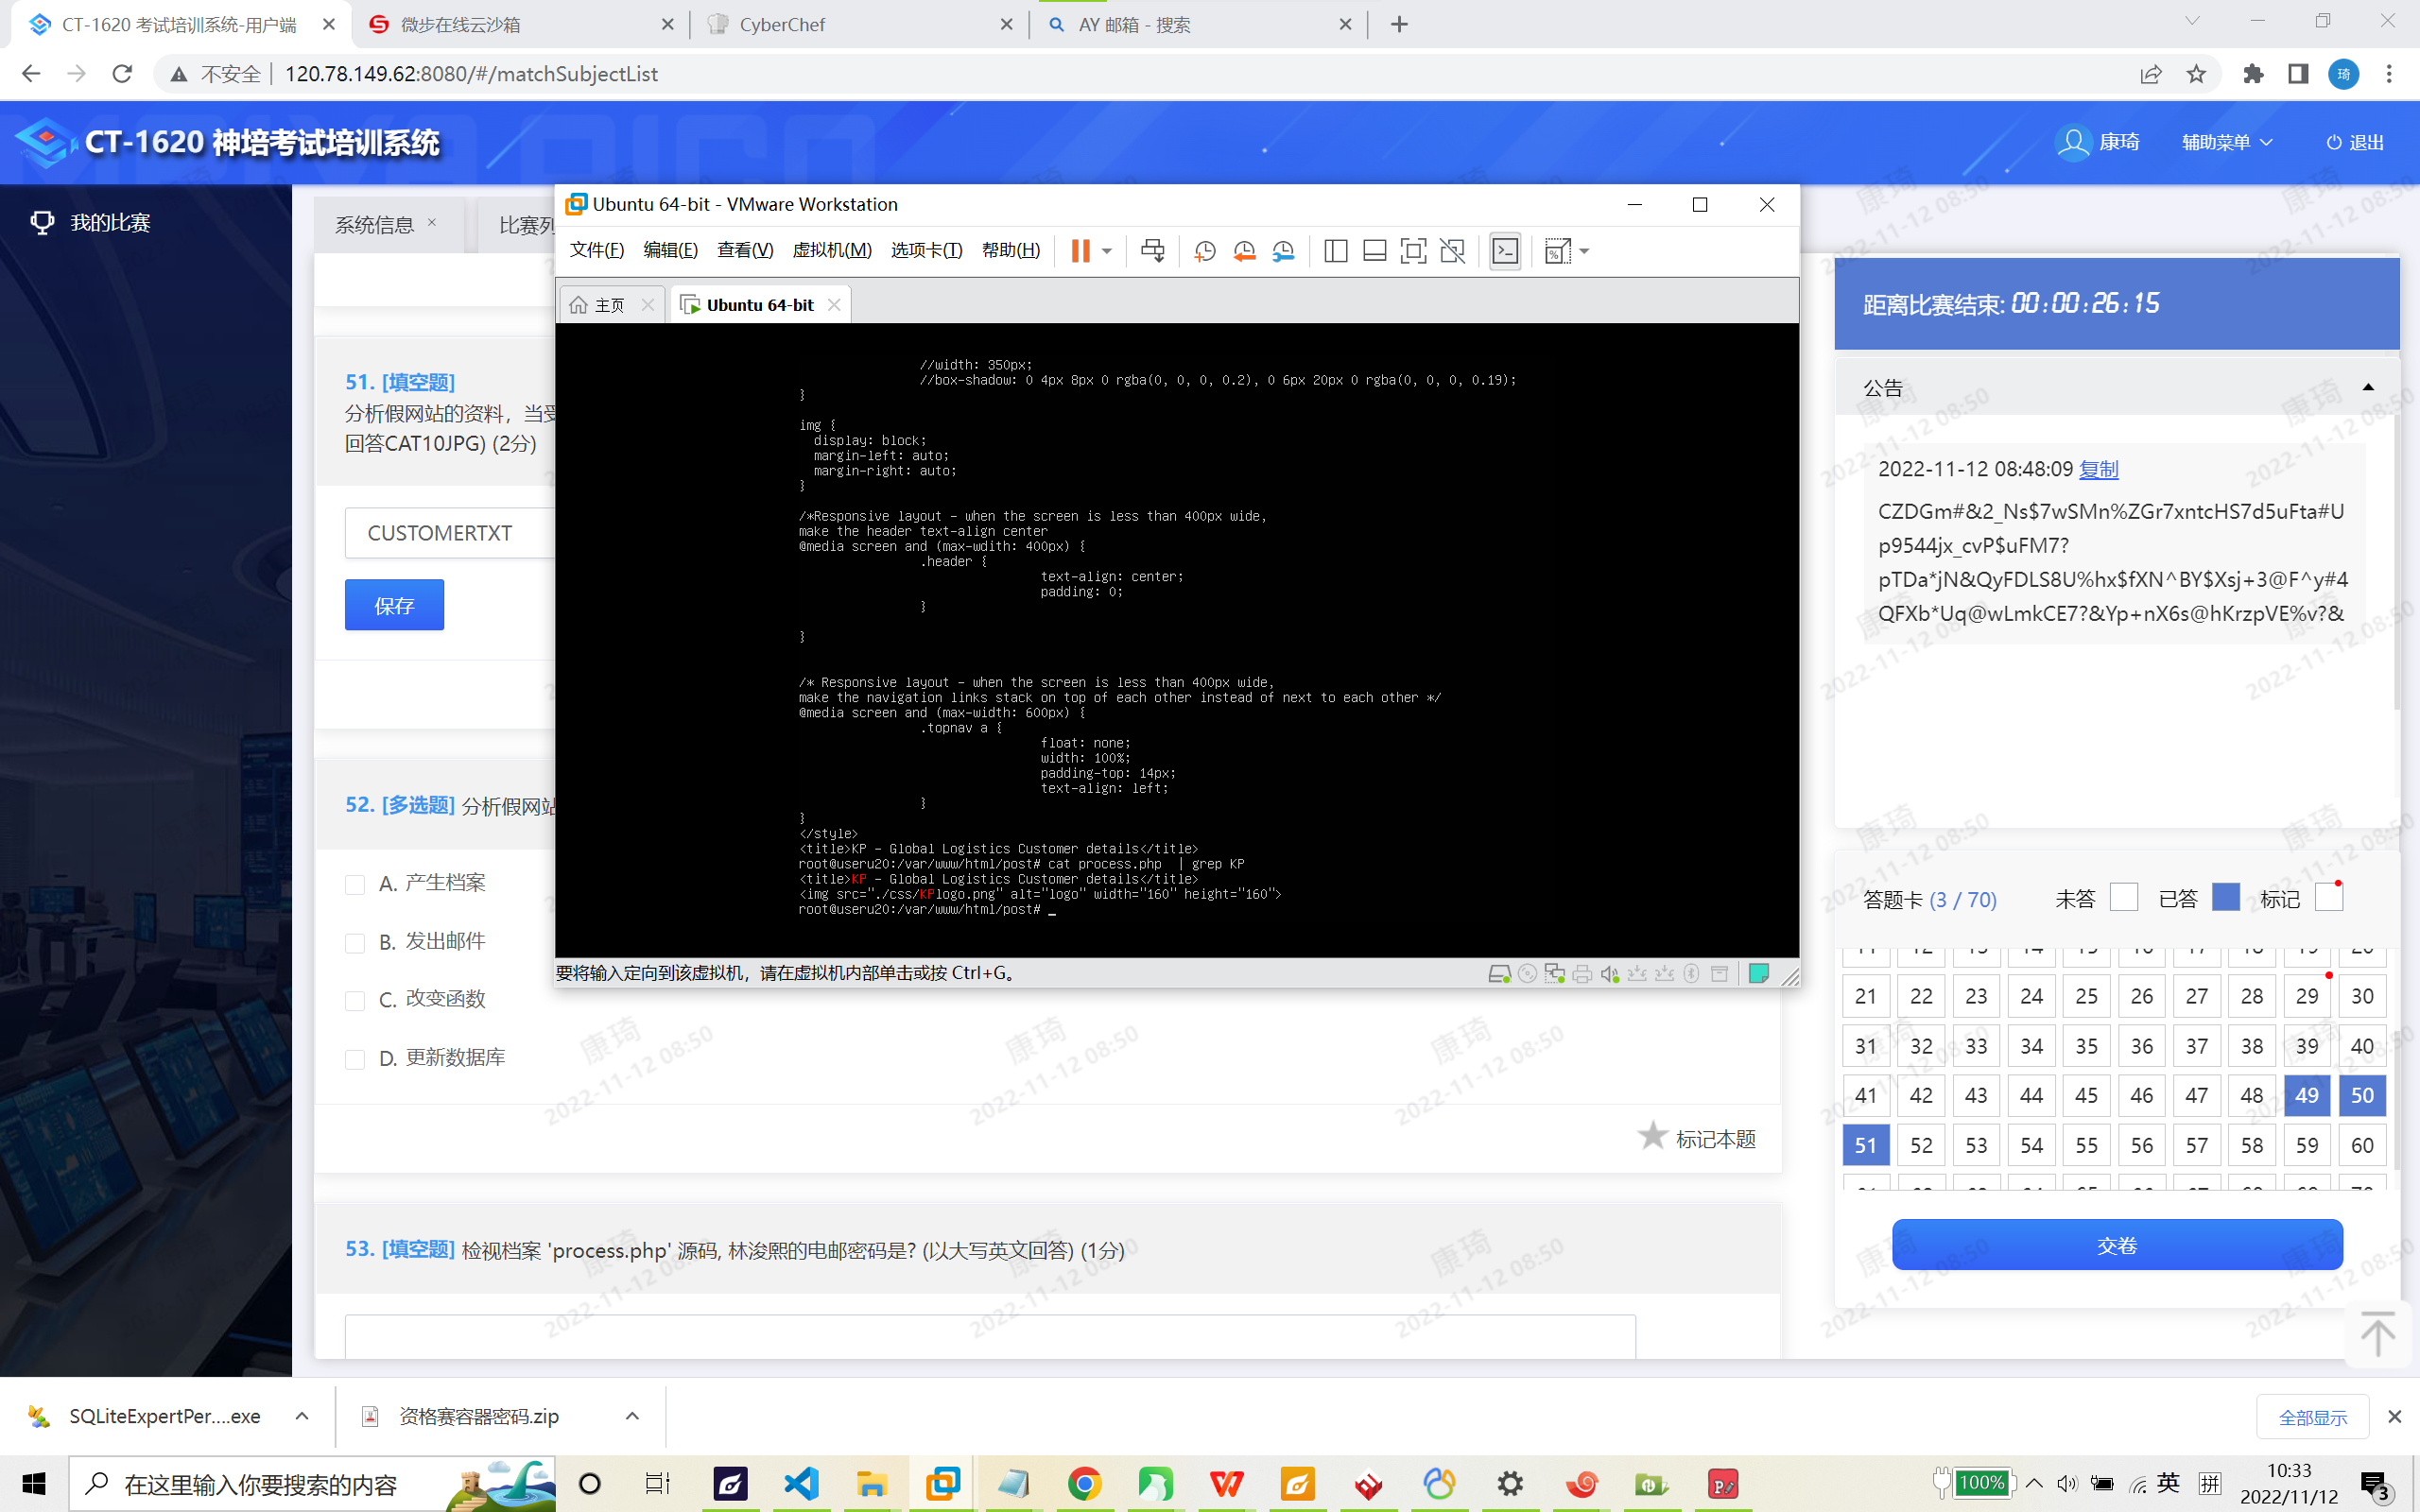 CT-1620 考试培训系统-用户端
微步在线云沙箱
CyberChef
AY 邮箱 - 搜索
不安全 120.78.149.62:8080/#/matchSubjectList
琦
CT-1620 神培考试培训系统
康琦
辅助菜单
退出
我的比赛
系统信息
比赛列
51. [填空题]
分析假网站的资料，当受
回答CAT10JPG) (2分)
CUSTOMERTXT
保存
52. [多选题] 分析假网站
A. 产生档案
B. 发出邮件
C. 改变函数
D. 更新数据库
标记本题
53. [填空题] 检视档案 'process.php' 源码, 林浚熙的电邮密码是? (以大写英文回答) (1分)
Ubuntu 64-bit - VMware Workstation
文件(F) 编辑(E) 查看(V) 虚拟机(M) 选项卡(T) 帮助(H)
主页
Ubuntu 64-bit
//width: 350px;
//box-shadow: 0 4px 8px 0 rgba(0, 0, 0, 0.2), 0 6px 20px 0 rgba(0, 0, 0, 0.19);
}
img {
display: block;
margin-left: auto;
margin-right: auto;
}
/*Responsive layout - when the screen is less than 400px wide,
make the header text-align center
@media screen and (max-wdith: 400px) {
.header {
text-align: center;
padding: 0;
}
}
/* Responsive layout - when the screen is less than 400px wide,
make the navigation links stack on top of each other instead of next to each other */
@media screen and (max-width: 600px) {
.topnav a {
float: none;
width: 100%;
padding-top: 14px;
text-align: left;
}
}
</style>
<title>KP - Global Logistics Customer details</title>
root@useru20:/var/www/html/post# cat process.php  | grep KP
<title>KP - Global Logistics Customer details</title>
<img src="./css/KPlogo.png" alt="logo" width="160" height="160">
root@useru20:/var/www/html/post# _
要将输入定向到该虚拟机，请在虚拟机内部单击或按 Ctrl+G。
距离比赛结束: 00:00:26:15
公告
2022-11-12 08:48:09 复制
CZDGm#&2_Ns$7wSMn%ZGr7xntcHS7d5uFta#U
p9544jx_cvP$uFM7?
pTDa*jN&QyFDLS8U%hx$fXN^BY$Xsj+3@F^y#4
QFXb*Uq@wLmkCE7?&Yp+nX6s@hKrzpVE%v?&
答题卡 (3 / 70) 未答 已答 标记
21 22 23 24 25 26 27 28 29 30
31 32 33 34 35 36 37 38 39 40
41 42 43 44 45 46 47 48 49 50
51 52 53 54 55 56 57 58 59 60
交卷
康琦
2022-11-12 08:50
SQLiteExpertPer....exe
资格赛容器密码.zip
全部显示
在这里输入你要搜索的内容
100%
英
拼
10:33
2022/11/12
3